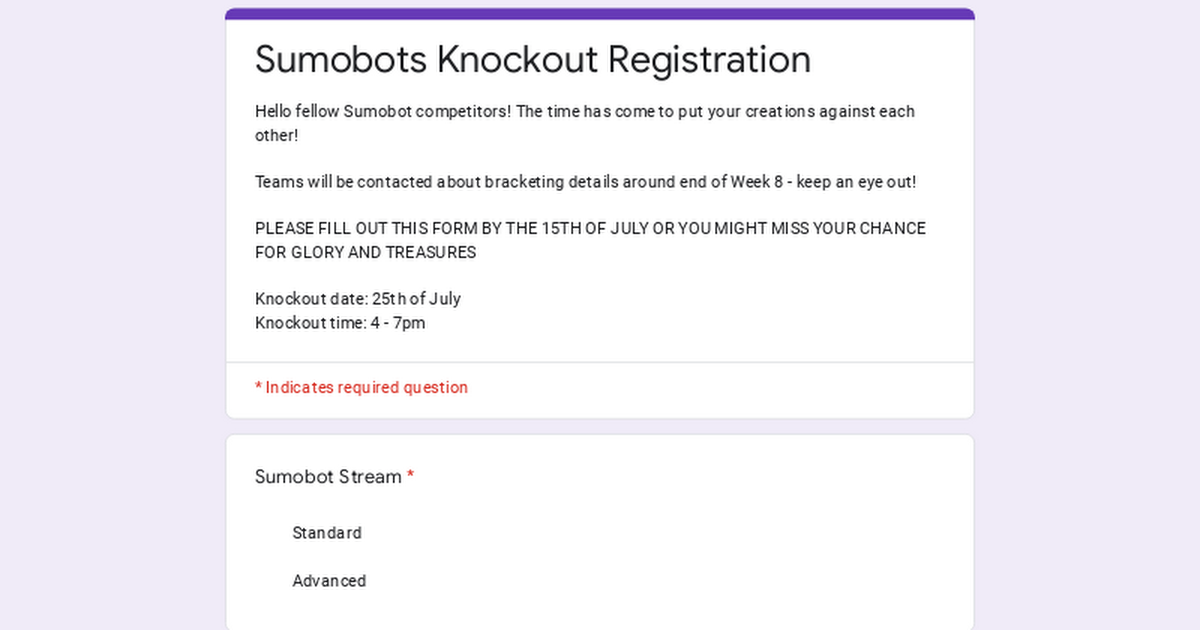 Sumobots Knockout Registration
Hello fellow Sumobot competitors! The time has come to put your creations against each
other!
Teams will be contacted about bracketing details around end of Week 8 - keep an eye out!
PLEASE FILL OUT THIS FORM BY THE 15TH OF JULY OR YOU MIGHT MISS YOUR CHANCE
FOR GLORY AND TREASURES
Knockout date: 25th of July
Knockout time: 4 - 7pm
* Indicates required question
Sumobot Stream *
Standard
Advanced